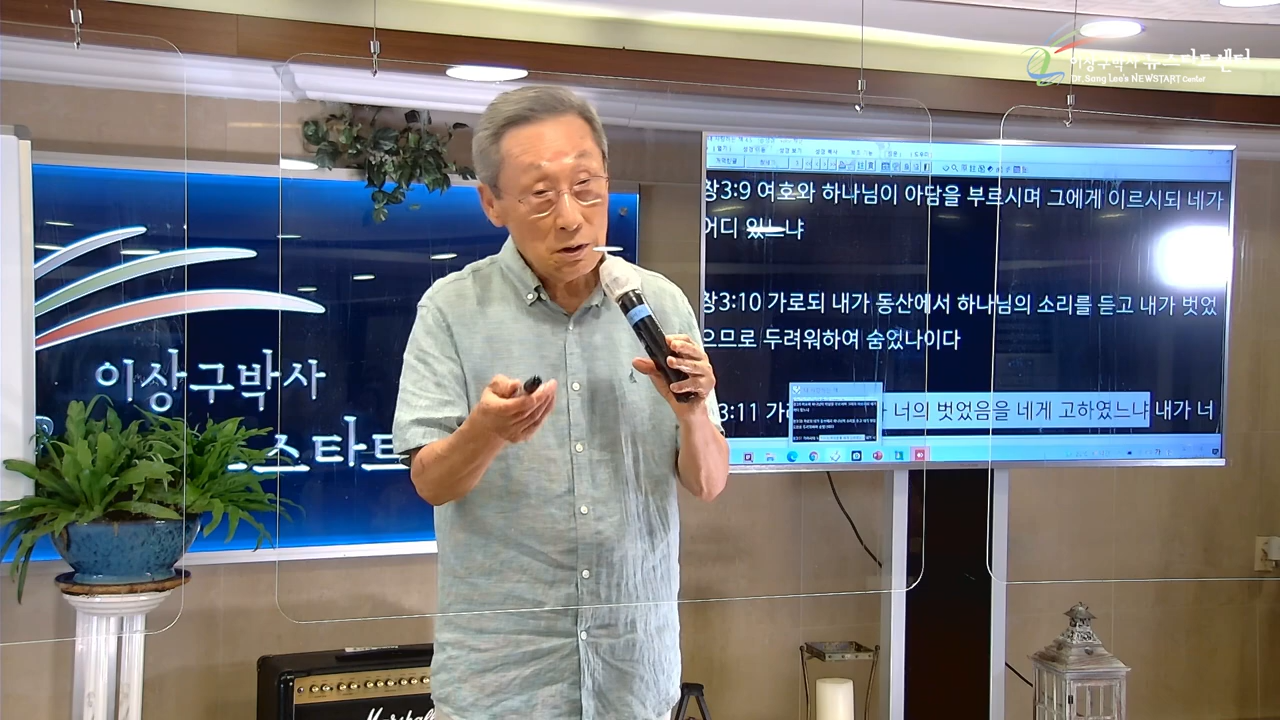 이상구박사 뉴스타트센터
Dr. Sang Lee's NEWSTART Center
창3:9 여호와 하나님이 아담을 부르시며 그에게 이르시되 네가
어디 있느냐
창3:10 가로되 내가 동산에서 하나님의 소리를 듣고 내가 벗었
으므로 두려워하여 숨었나이다
3:11
너의 벗었음을 네게 고하였느냐 내가 너
이상구박사
스타트
Marshall